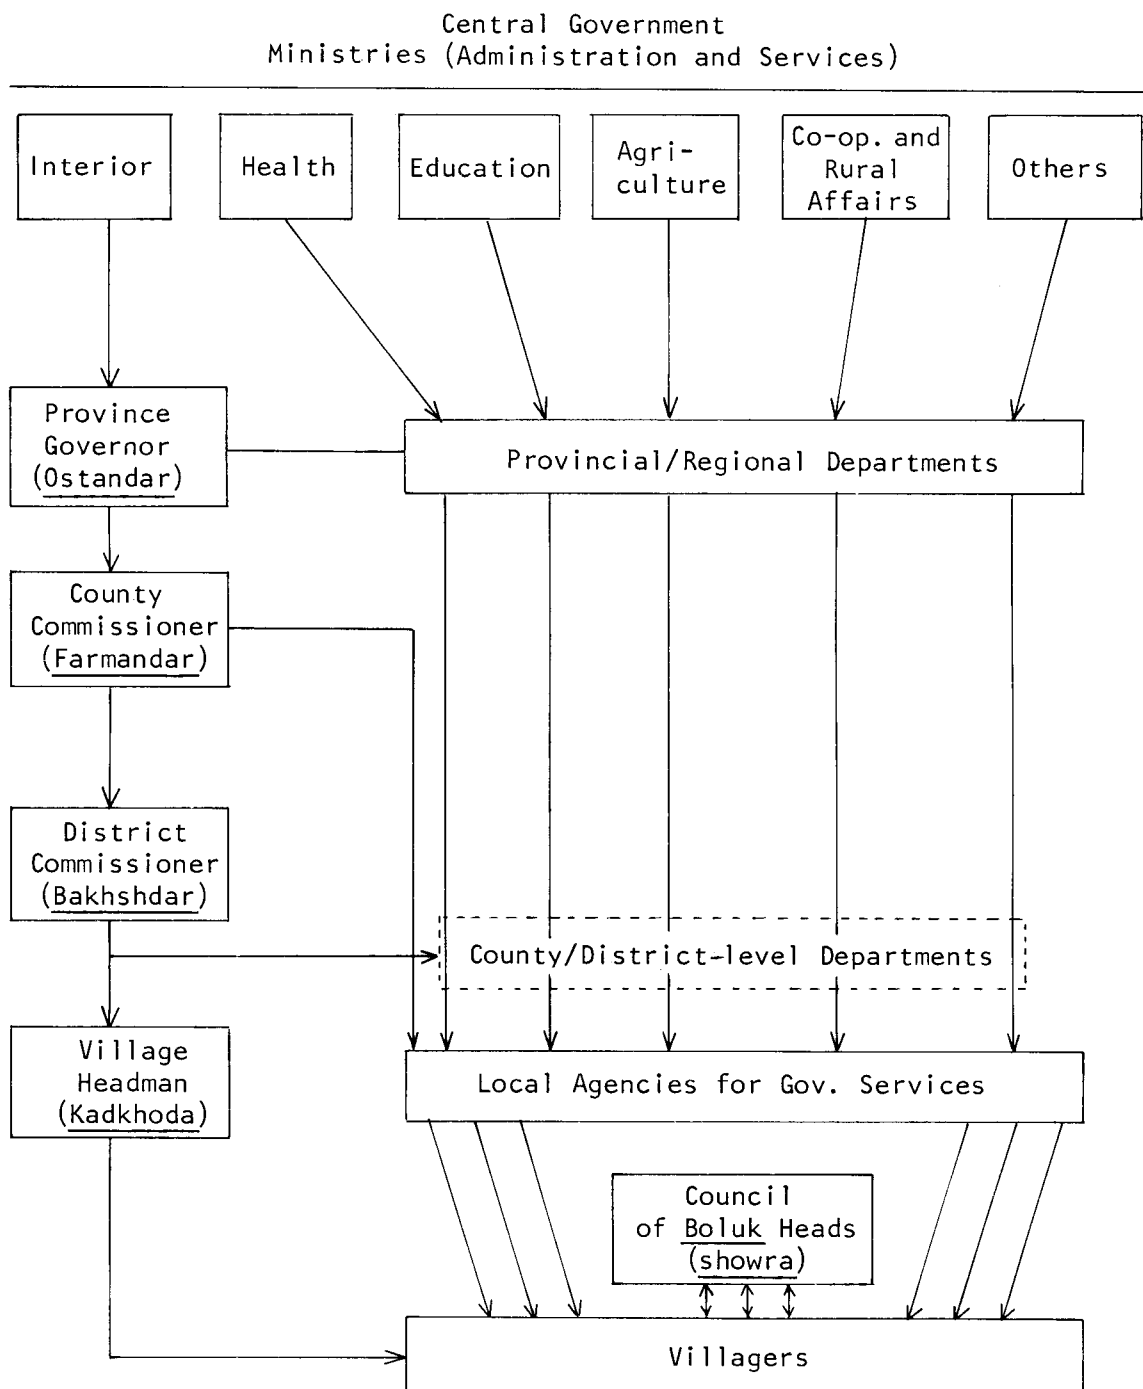 Central Government
Ministries (Administration and Services)
Interior
Health
Education
Agri-
culture
Co-op. and
Rural
Affairs
Others
Province
Governor
(Ostandar)
Provincial/Regional Departments
County
Commissioner
(Farmandar)
District
Commissioner
(Bakhshdar)
County/District-level Departments
Village
Headman
(Kadkhoda)
Local Agencies for Gov. Services
Council
of Boluk Heads
(showra)
Villagers